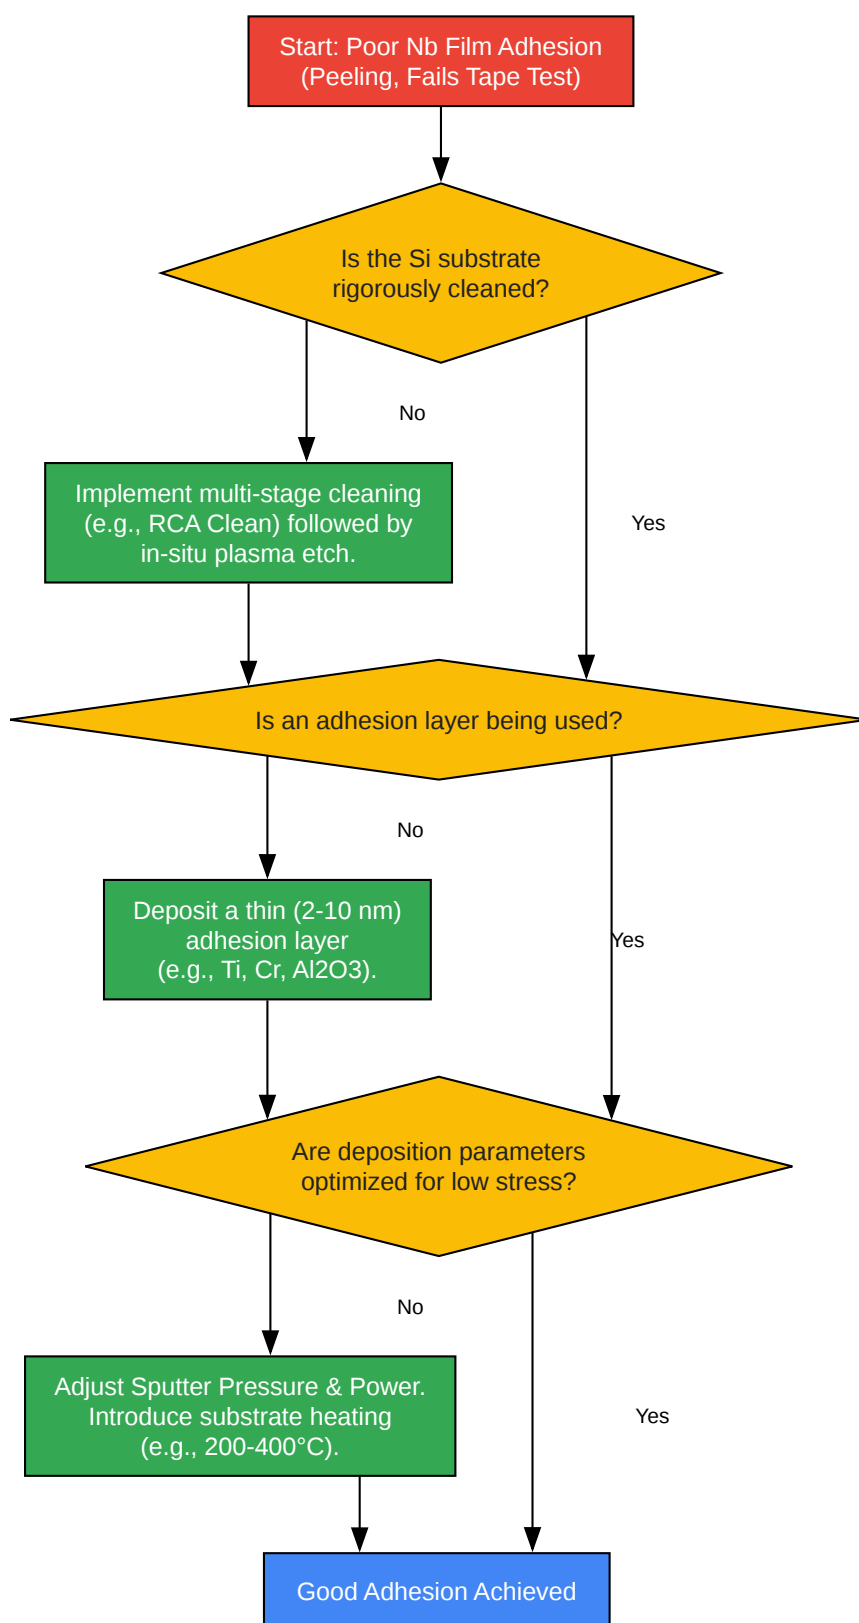 Start: Poor Nb Film Adhesion
(Peeling, Fails Tape Test)
Is the Si substrate
rigorously cleaned?
No
Implement multi-stage cleaning
(e.g., RCA Clean) followed by
in-situ plasma etch.
Yes
Is an adhesion layer being used?
No
Deposit a thin (2-10 nm)
adhesion layer
(e.g., Ti, Cr, Al2O3).
Yes
Are deposition parameters
optimized for low stress?
No
Adjust Sputter Pressure & Power.
Introduce substrate heating
(e.g., 200-400°C).
Yes
Good Adhesion Achieved